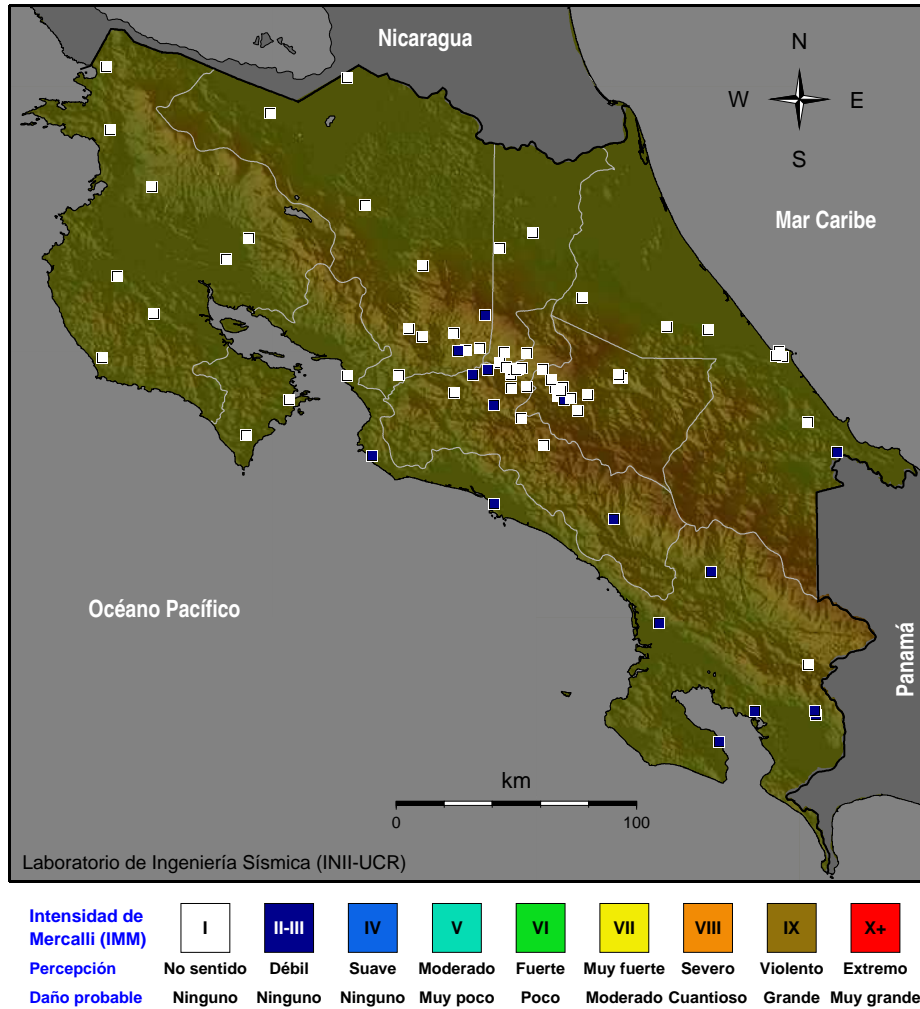 Nicaragua
N
W E
S
Mar Caribe
Océano Pacífico
Panamá
km
0 100
Laboratorio de Ingeniería Sísmica (INII-UCR)
Intensidad de
Mercalli (IMM)
I II-III IV V VI VII VIII IX X+
Percepción No sentido Débil Suave Moderado Fuerte Muy fuerte Severo Violento Extremo
Daño probable Ninguno Ninguno Ninguno Muy poco Poco Moderado Cuantioso Grande Muy grande